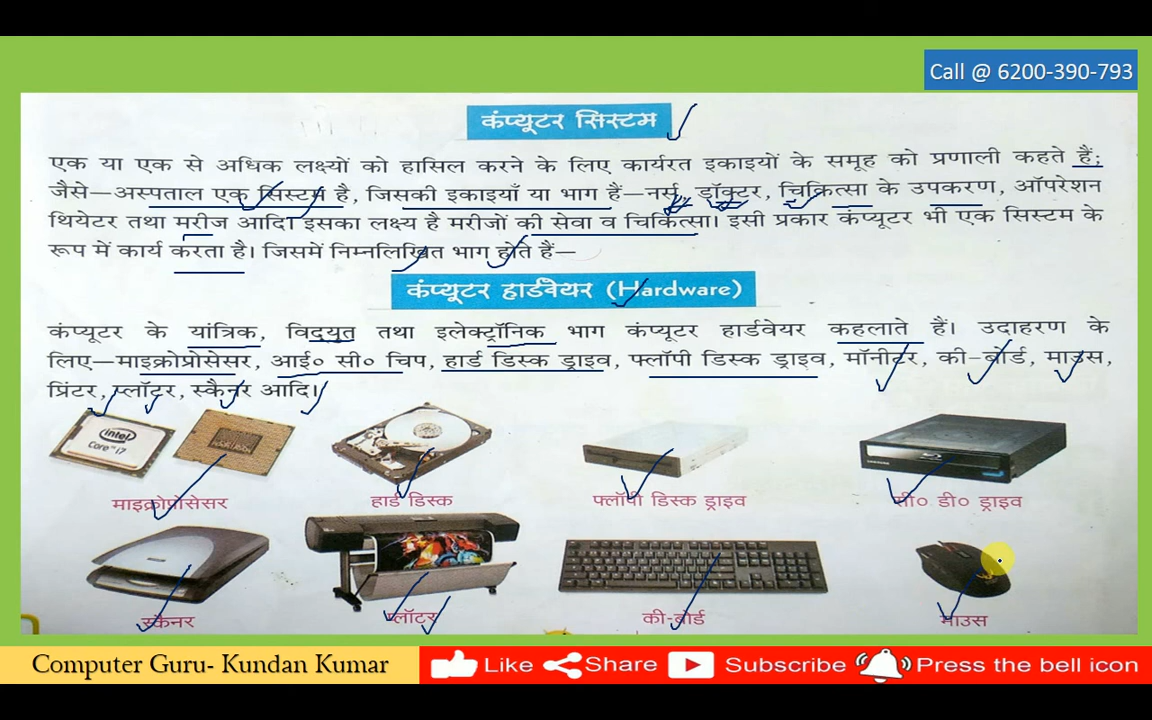 Call @ 6200-390-793
कंप्यूटर सिस्टम
एक या एक से अधिक लक्ष्यों को हासिल करने के लिए कार्यरत इकाइयों के समूह को प्रणाली कहते हैं;
जैसे—अस्पताल एक सिस्टम है, जिसकी इकाइयाँ या भाग हैं—नर्स, डॉक्टर, चिकित्सा के उपकरण, ऑपरेशन
थियेटर तथा मरीज आदि। इसका लक्ष्य है मरीजों की सेवा व चिकित्सा। इसी प्रकार कंप्यूटर भी एक सिस्टम के
रूप में कार्य करता है। जिसमें निम्नलिखित भाग होते हैं—
कंप्यूटर हार्डवेयर (Hardware)
कंप्यूटर के यांत्रिक, विद्युत तथा इलेक्ट्रॉनिक भाग कंप्यूटर हार्डवेयर कहलाते हैं। उदाहरण के
लिए—माइक्रोप्रोसेसर, आई० सी० चिप, हार्ड डिस्क ड्राइव, फ्लॉपी डिस्क ड्राइव, मॉनीटर, की-बोर्ड, माउस,
प्रिंटर, प्लॉटर, स्कैनर आदि।
intel
Core i7
माइक्रोप्रोसेसर हार्ड डिस्क फ्लॉपी डिस्क ड्राइव सी० डी० ड्राइव
स्कैनर प्लॉटर की-बोर्ड माउस
Computer Guru- Kundan Kumar Like Share Subscribe Press the bell icon